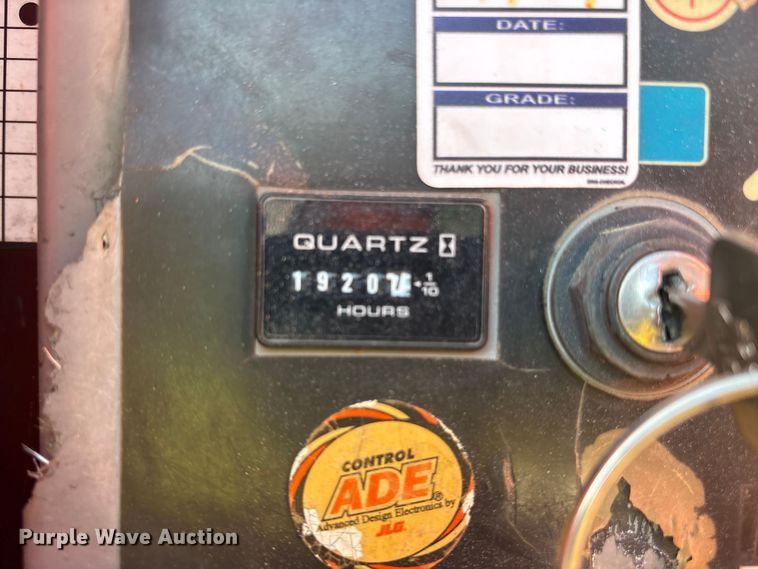 DATE:
GRADE:
THANK YOU FOR YOUR BUSINESS!
QUARTZ
19207 1/10
HOURS
CONTROL
ADE®
Advanced Design Electronics by
JLG.
Purple Wave Auction